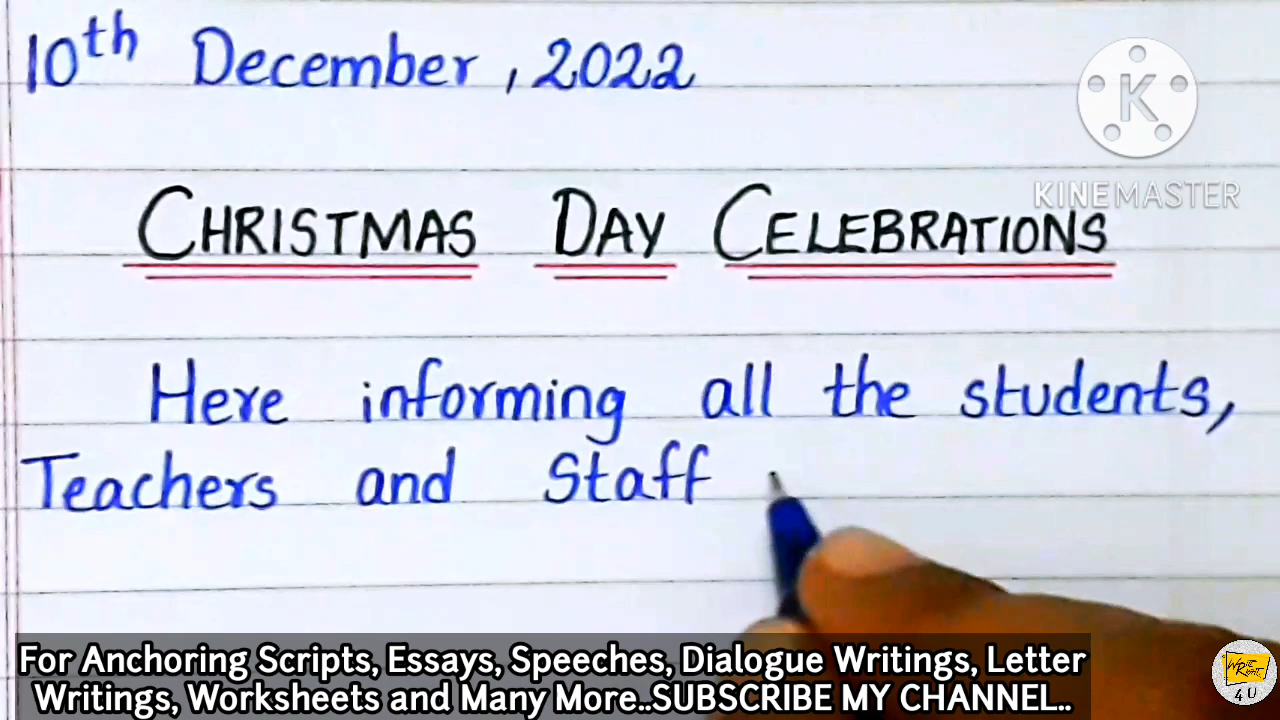 10th December, 2022
K
KINEMASTER
CHRISTMAS DAY CELEBRATIONS
Here informing all the students,
Teachers and Staff
For Anchoring Scripts, Essays, Speeches, Dialogue Writings, Letter
Writings, Worksheets and Many More..SUBSCRIBE MY CHANNEL..
4 U